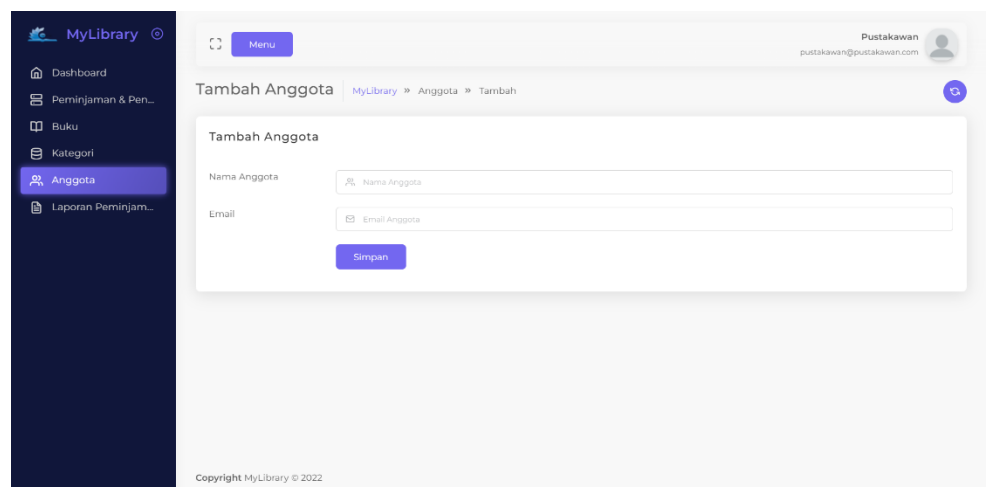 MyLibrary
Dashboard
Peminjaman & Pen...
Buku
Kategori
Anggota
Laporan Peminjam...
Menu
Pustakawan
pustakawan@pustakawan.com
Tambah Anggota
MyLibrary » Anggota » Tambah
Tambah Anggota
Nama Anggota
Nama Anggota
Email
Email Anggota
Simpan
Copyright MyLibrary © 2022